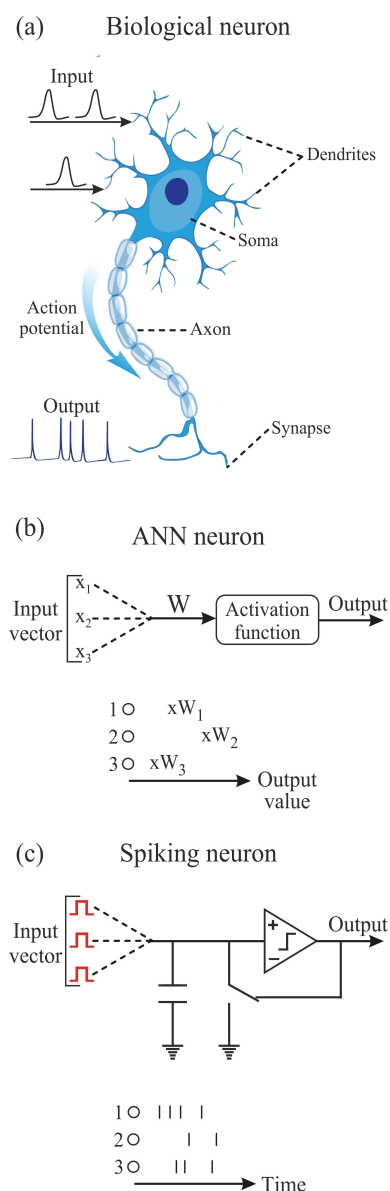 (a) Biological neuron
Input
Dendrites
Soma
Action
potential
Axon
Output
Synapse
(b) ANN neuron
Input
vector
x1
x2
x3
W
Activation
function
Output
1 xW1
2 xW2
3 xW3
Output
value
(c) Spiking neuron
Input
vector
+
−
Output
1
2
3
Time